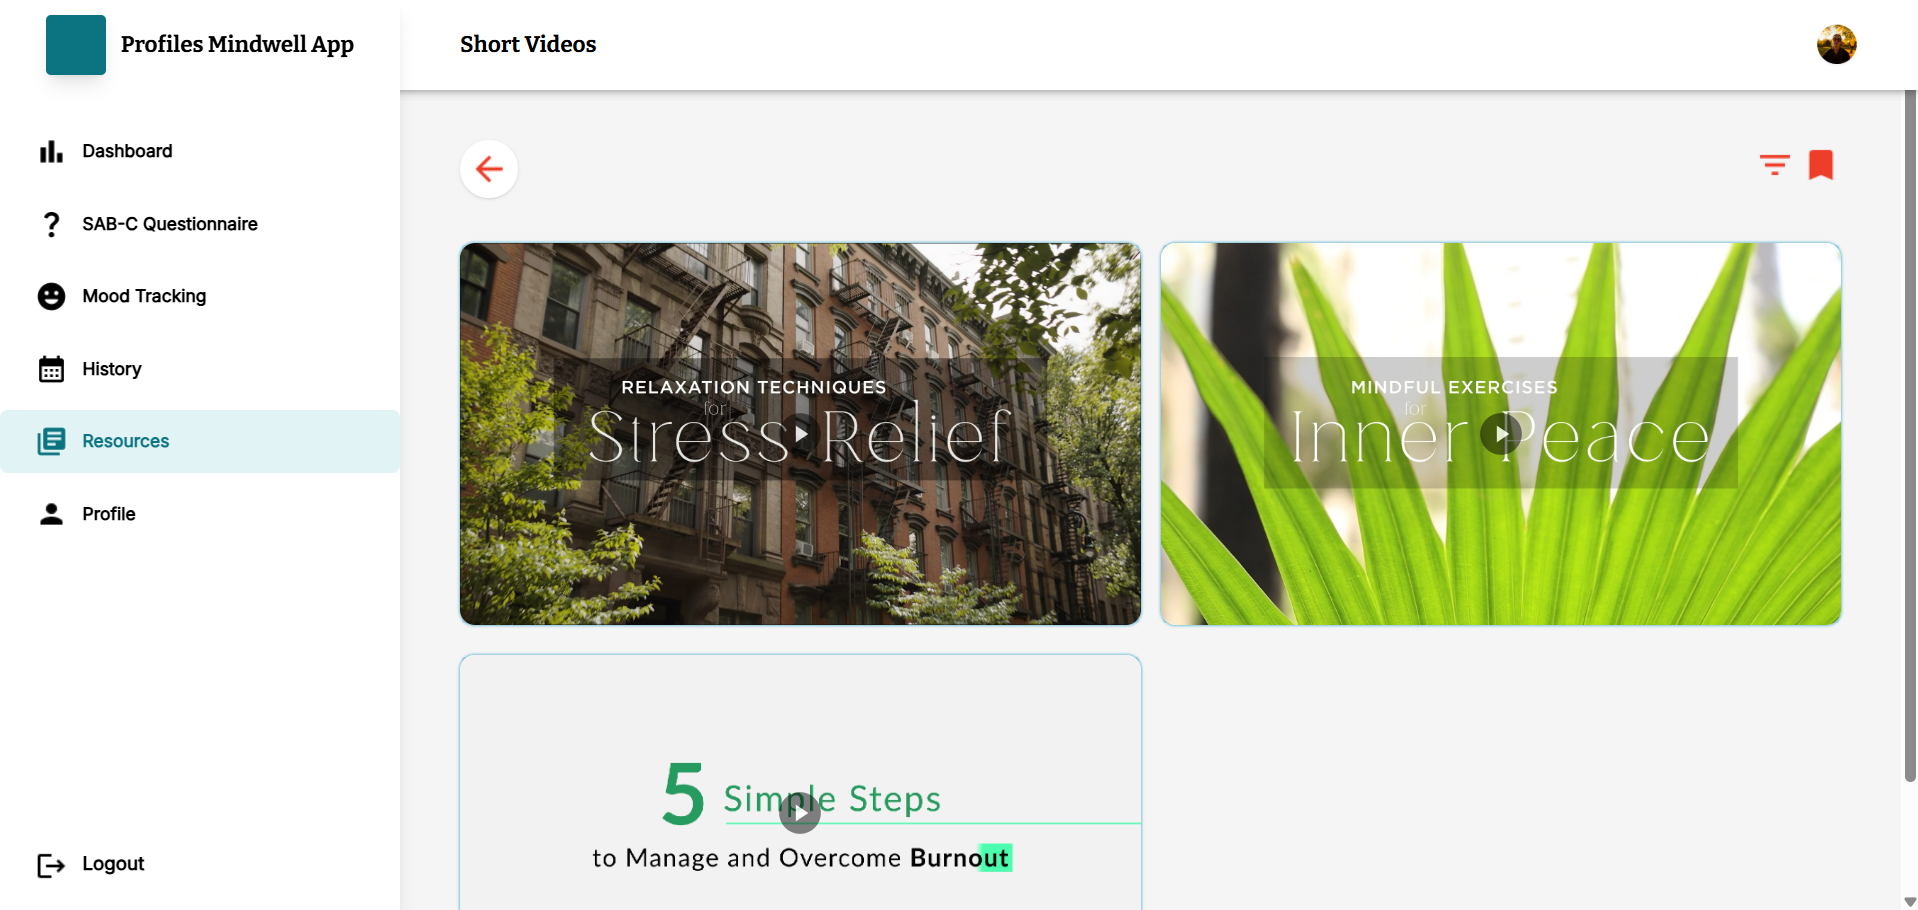 Profiles Mindwell App
Short Videos
Dashboard
SAB-C Questionnaire
Mood Tracking
History
Resources
Profile
Logout
RELAXATION TECHNIQUES
for
Stress Relief
MINDFUL EXERCISES
for
Inner Peace
5 Simple Steps
to Manage and Overcome Burnout